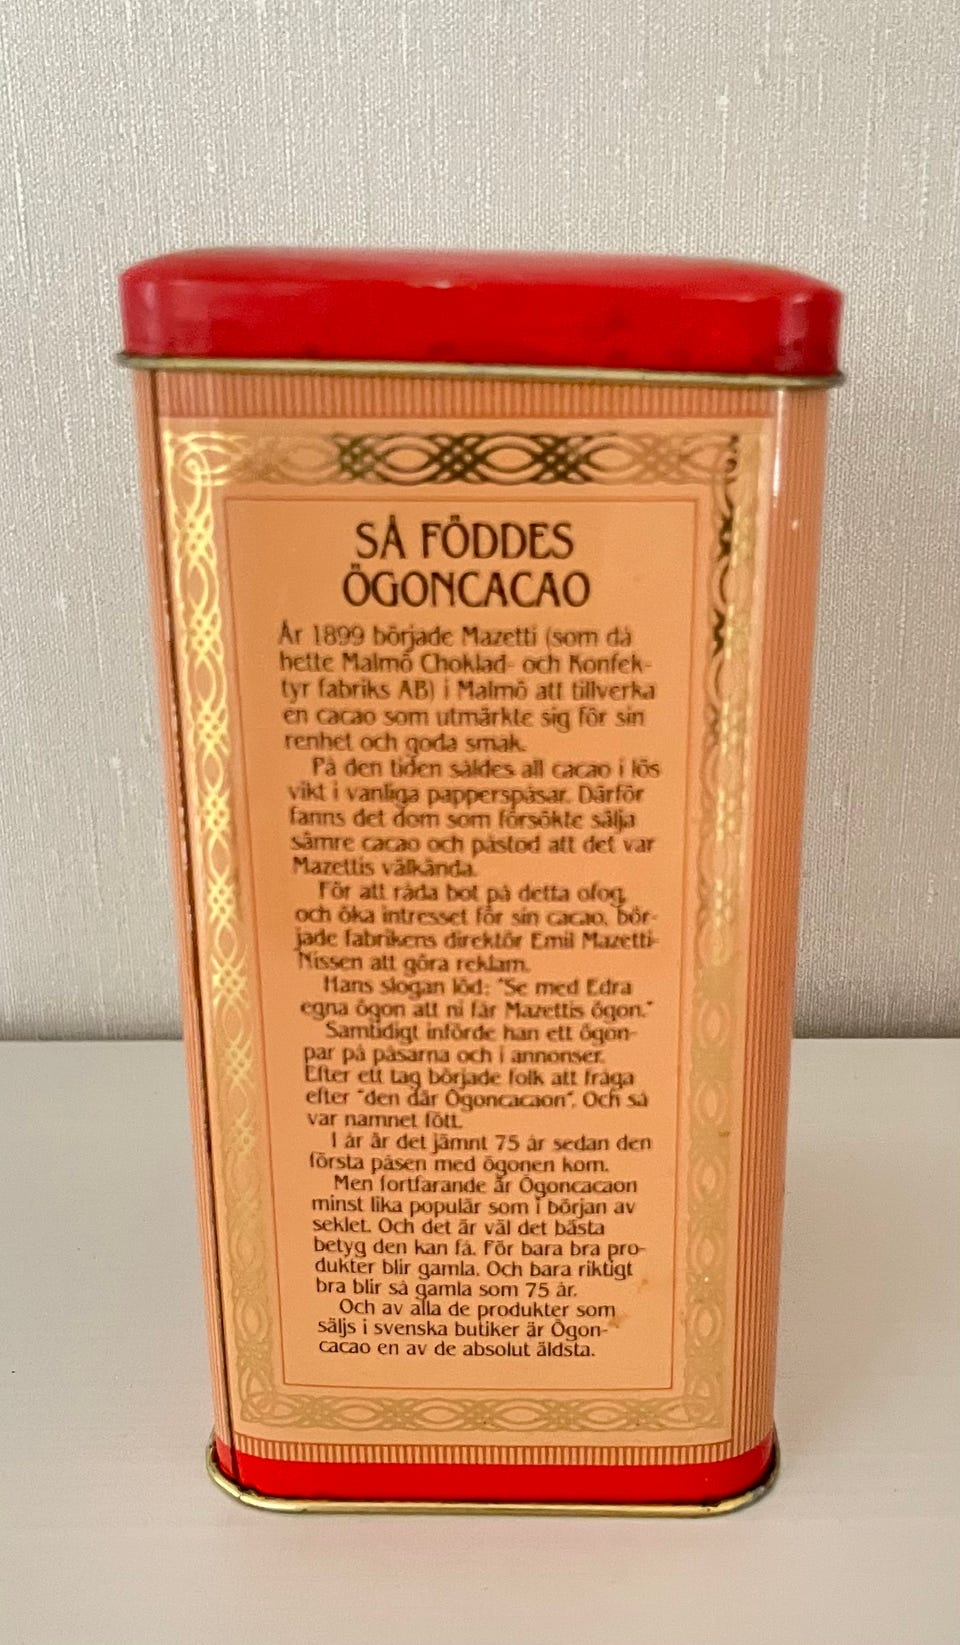 SÅ FÖDDES
ÖGONCACAO
År 1899 började Mazetti (som då
hette Malmö Choklad- och Konfek-
tyr fabriks AB) i Malmö att tillverka
en cacao som utmärkte sig för sin
renhet och goda smak.
På den tiden såldes all cacao i lös
vikt i vanliga papperspåsar. Därför
fanns det dom som försökte sälja
sämre cacao och påstod att det var
Mazettis välkända.
För att råda bot på detta ofog,
och öka intresset för sin cacao, bör-
jade fabrikens direktör Emil Mazetti-
Nissen att göra reklam.
Hans slogan löd: "Se med Edra
egna ögon att ni får Mazettis ögon."
Samtidigt införde han ett ögon-
par på påsarna och i annonser.
Efter ett tag började folk att fråga
efter "den där Ögoncacaon". Och så
var namnet fött.
I år är det jämnt 75 år sedan den
första påsen med ögonen kom.
Men fortfarande är Ögoncacaon
minst lika populär som i början av
seklet. Och det är väl det bästa
betyg den kan få. För bara bra pro-
dukter blir gamla. Och bara riktigt
bra blir så gamla som 75 år.
Och av alla de produkter som
säljs i svenska butiker är Ögon-
cacao en av de absolut äldsta.